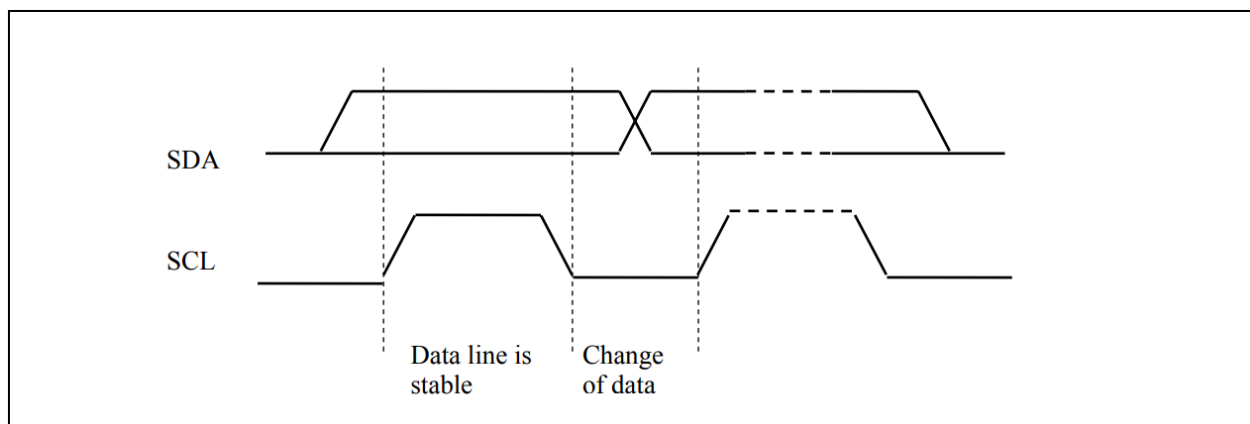 SDA
SCL
Data line is
stable
Change
of data